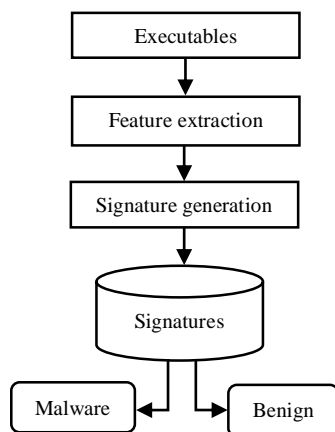 Executables
Feature extraction
Signature generation
Signatures
Malware
Benign